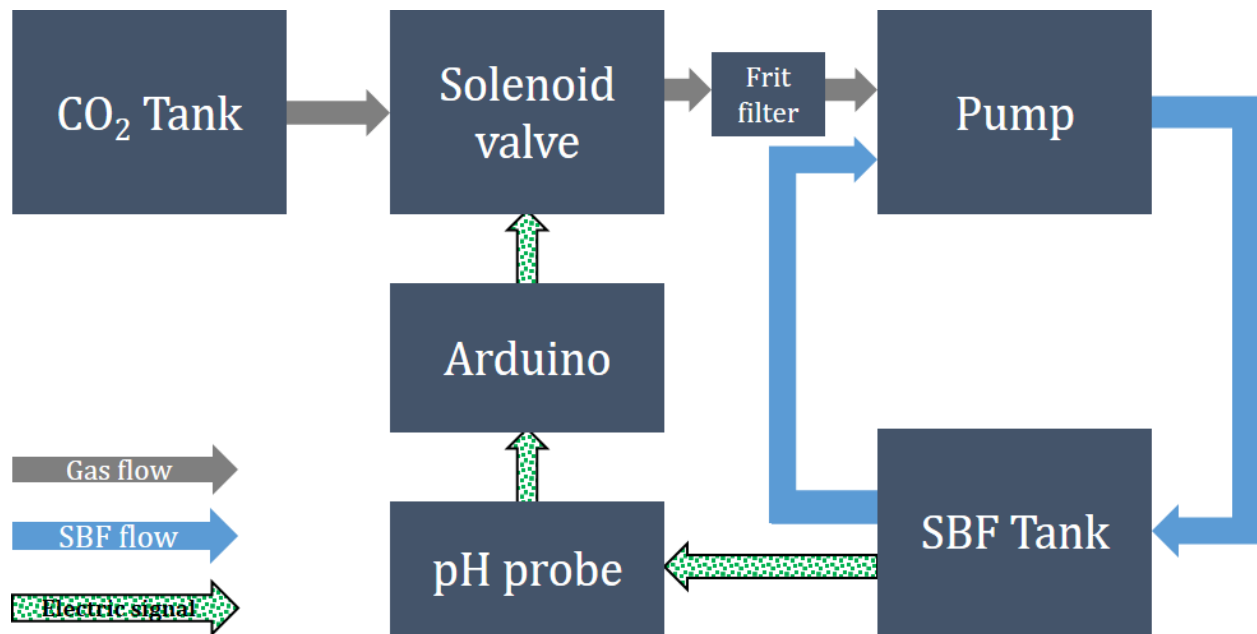 CO₂ Tank
Solenoid
valve
Frit
filter
Pump
Arduino
Gas flow
SBF flow
pH probe
SBF Tank
Electric signal